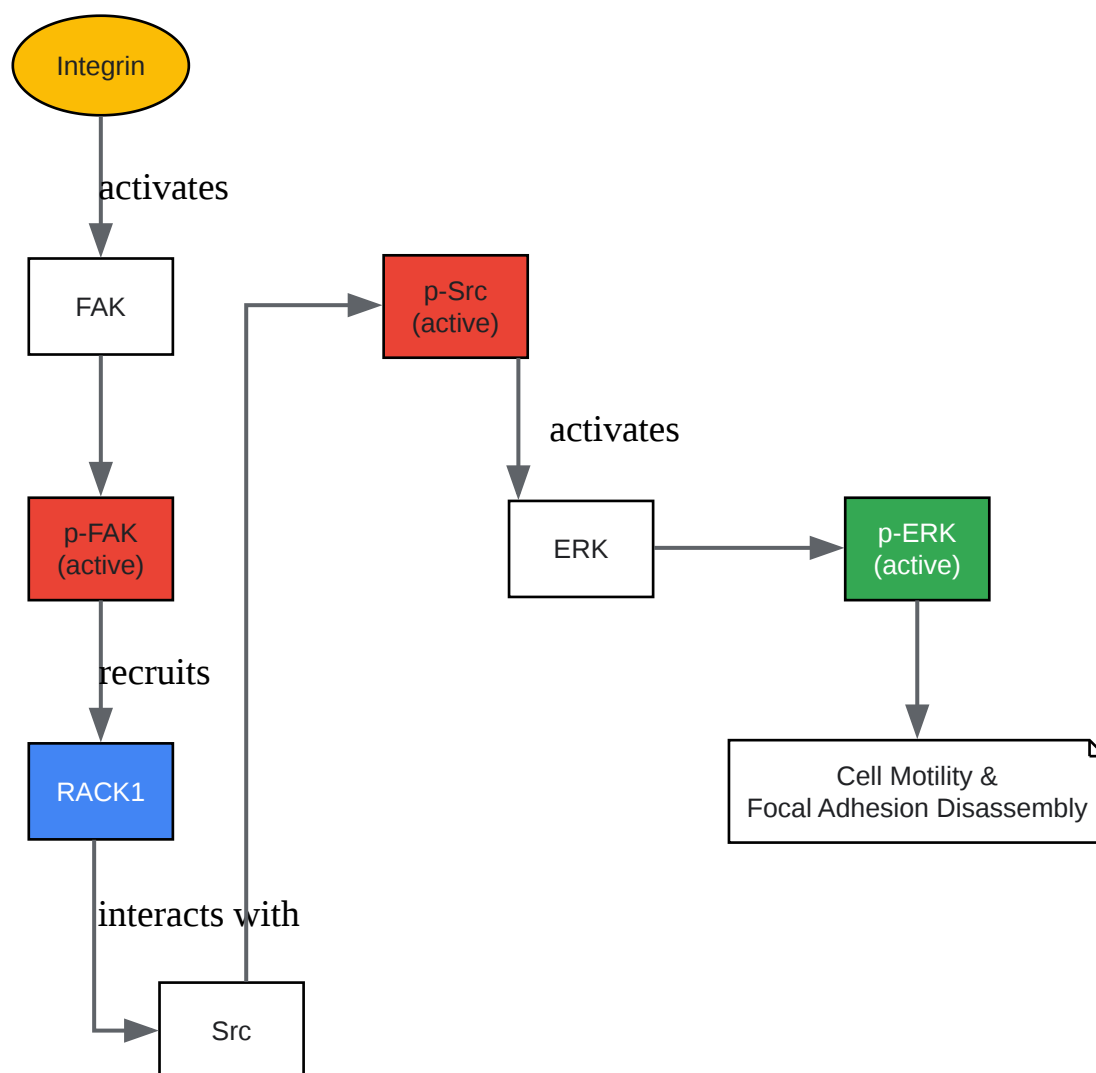 Integrin
activates
FAK
p-FAK
(active)
recruits
RACK1
interacts with
Src
p-Src
(active)
activates
ERK
p-ERK
(active)
Cell Motility &
Focal Adhesion Disassembly